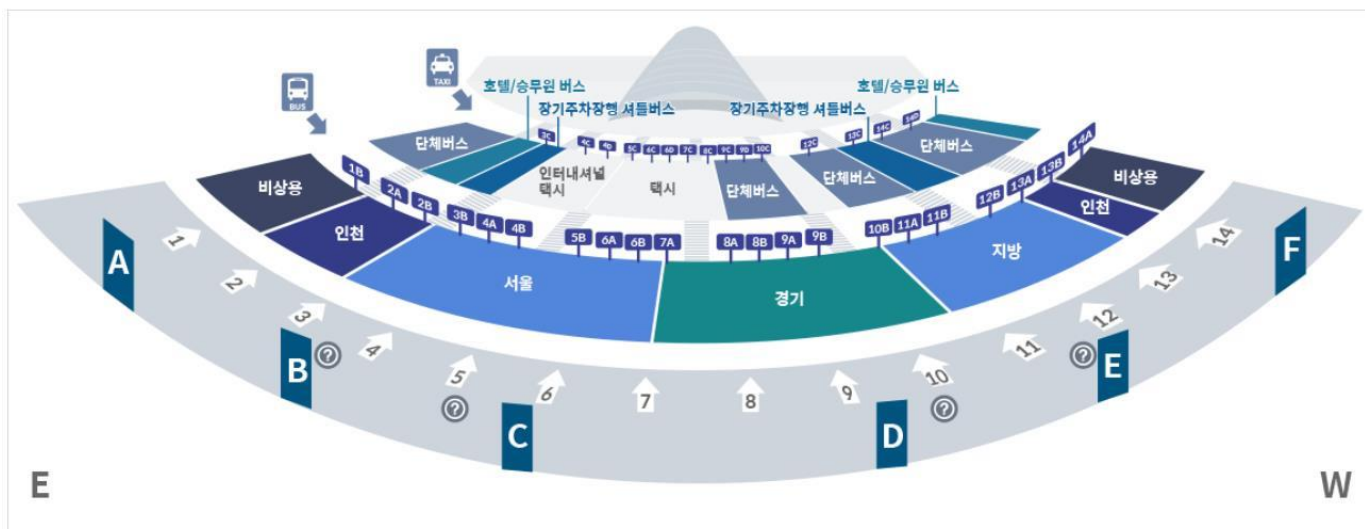 호텔/승무원 버스
TAXI
호텔/승무원 버스
BUS
장기주차장행 셔틀버스
장기주차장행 셔틀버스
3C
4C
4D
5C
6C
6D
7C
8C
9C
9D
10C
12C
13C
14C
14D
단체버스
인터내셔널
택시
택시
단체버스
단체버스
단체버스
비상용
인천
서울
경기
지방
인천
비상용
1B
2A
2B
3B
4A
4B
5B
6A
6B
7A
8A
8B
9A
9B
10B
11A
11B
12B
13A
13B
14A
1
2
3
4
5
6
7
8
9
10
11
12
13
14
?
?
?
?
A
B
C
D
E
F
E
W